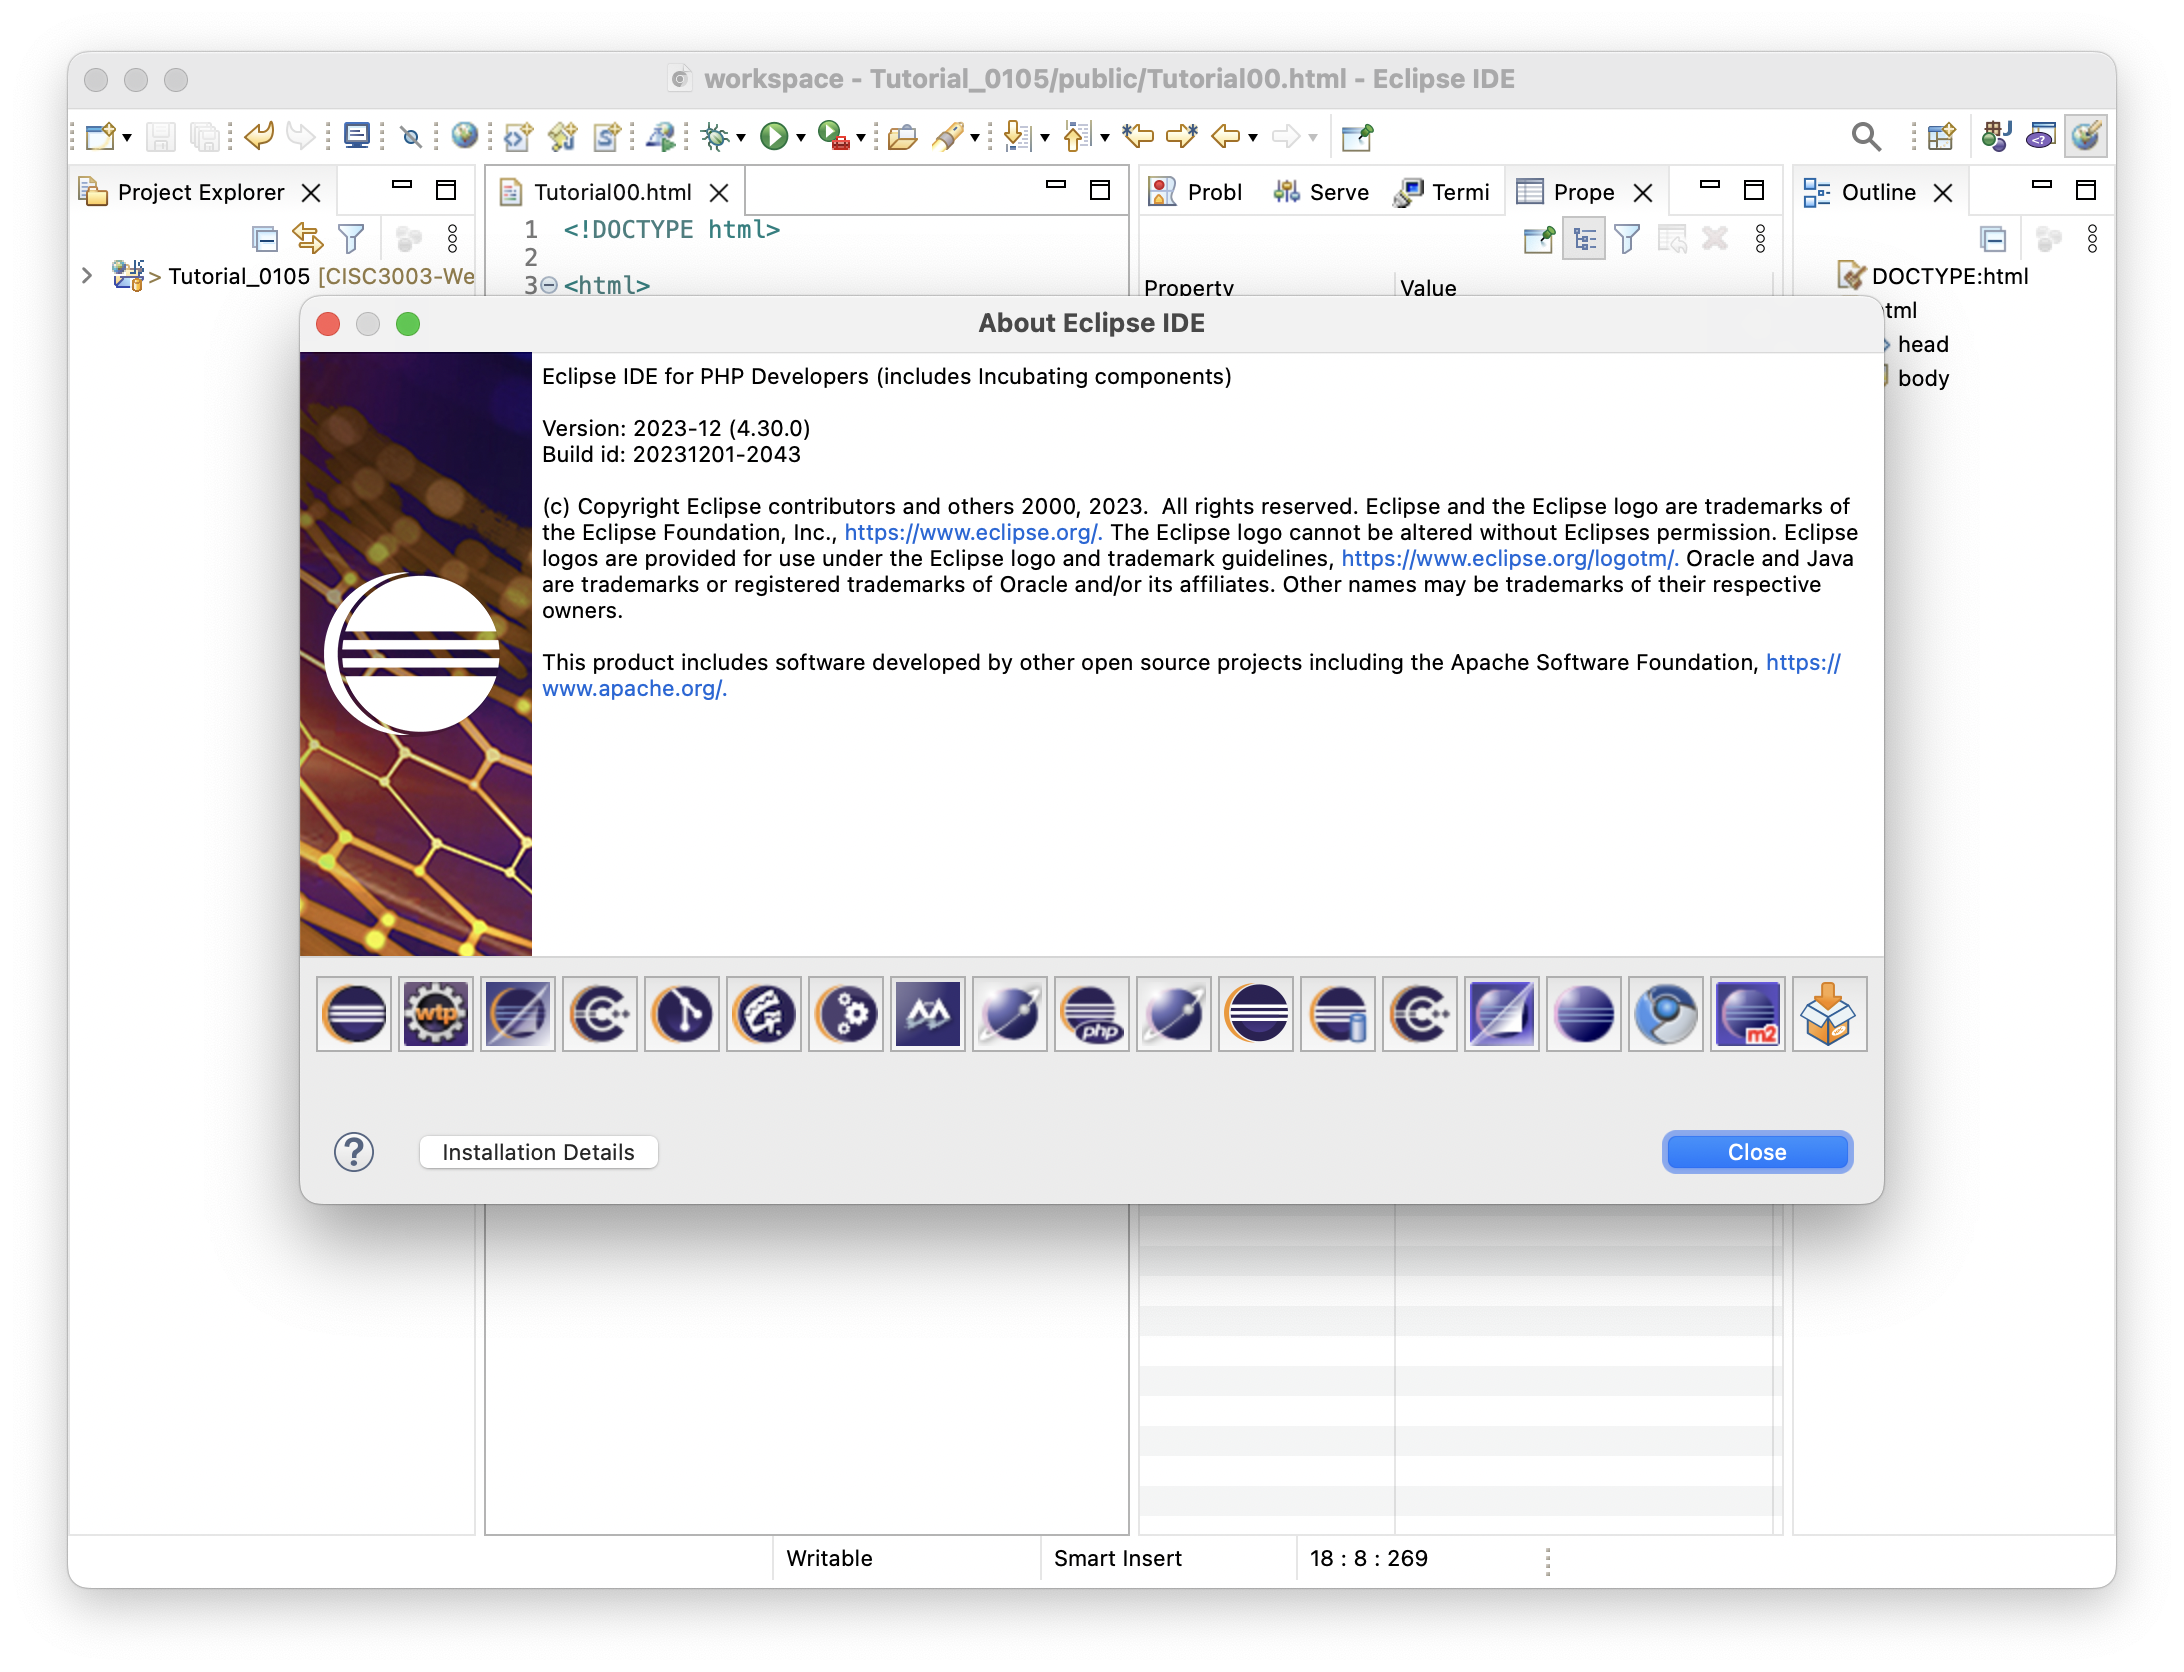 workspace - Tutorial_0105/public/Tutorial00.html - Eclipse IDE
Project Explorer
Tutorial00.html
Probl
Serve
Termi
Prope
Outline
1 <!DOCTYPE html>
2
3 <html>
> Tutorial_0105 [CISC3003-We
Property
Value
DOCTYPE:html
tml
head
body
About Eclipse IDE
Eclipse IDE for PHP Developers (includes Incubating components)
Version: 2023-12 (4.30.0)
Build id: 20231201-2043
(c) Copyright Eclipse contributors and others 2000, 2023.  All rights reserved. Eclipse and the Eclipse logo are trademarks of
the Eclipse Foundation, Inc., https://www.eclipse.org/. The Eclipse logo cannot be altered without Eclipses permission. Eclipse
logos are provided for use under the Eclipse logo and trademark guidelines, https://www.eclipse.org/logotm/. Oracle and Java
are trademarks or registered trademarks of Oracle and/or its affiliates. Other names may be trademarks of their respective
owners.
This product includes software developed by other open source projects including the Apache Software Foundation, https://
www.apache.org/.
wtp
php
m2
?
Installation Details
Close
Writable
Smart Insert
18 : 8 : 269